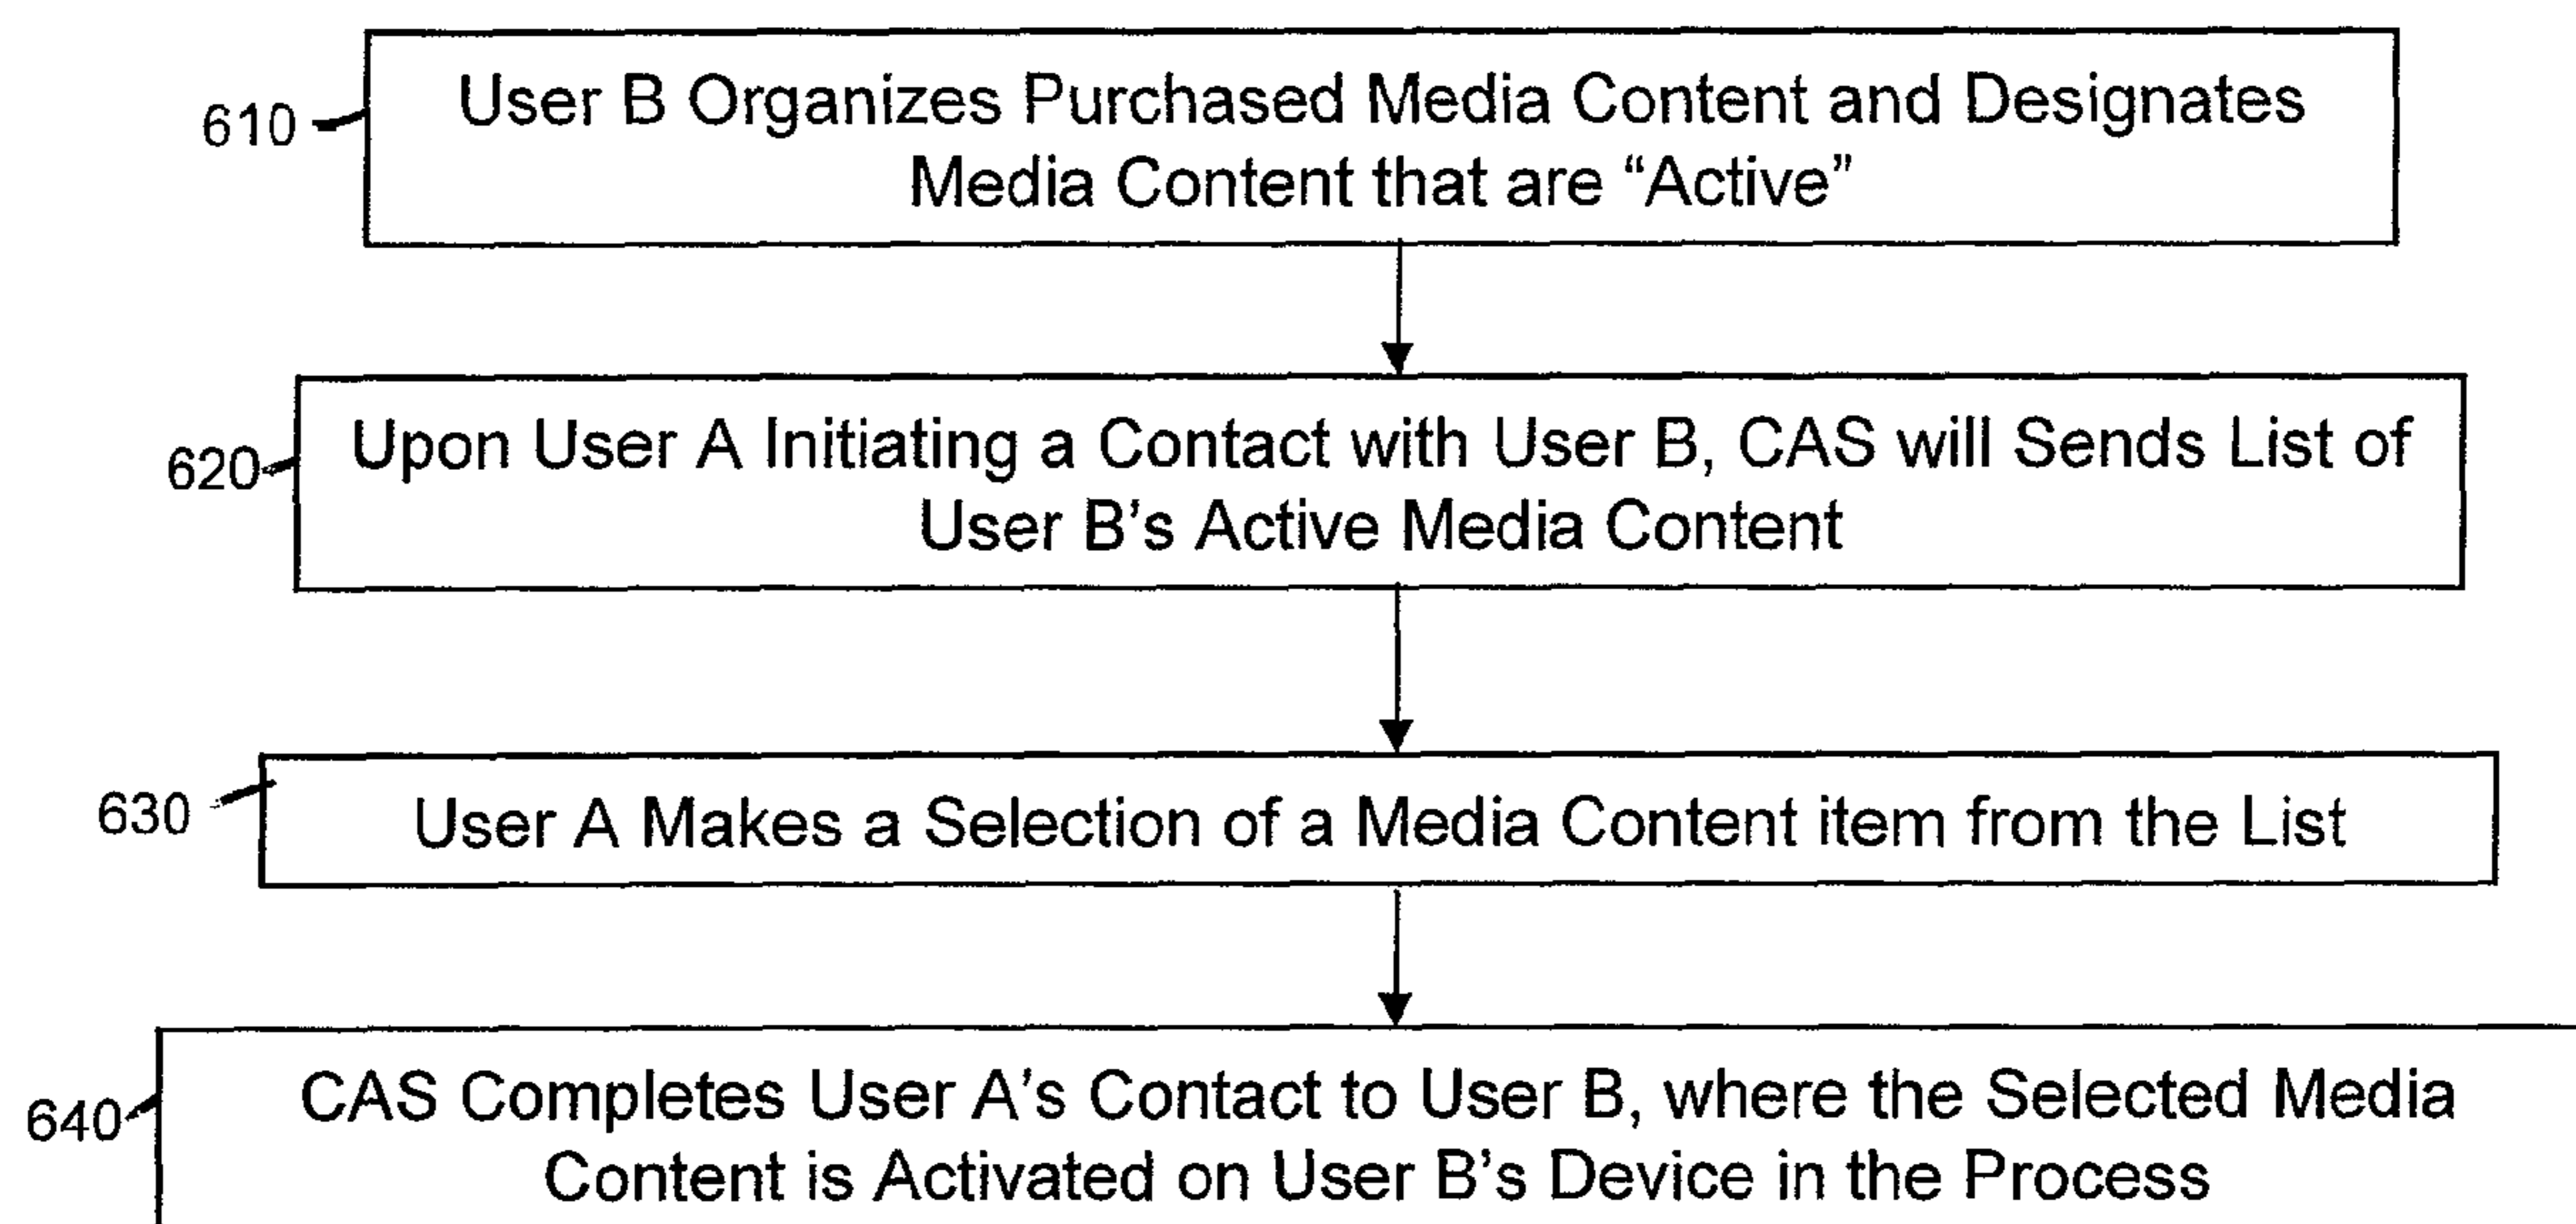 610
User B Organizes Purchased Media Content and Designates
Media Content that are “Active”
620
Upon User A Initiating a Contact with User B, CAS will Sends List of
User B’s Active Media Content
630
User A Makes a Selection of a Media Content item from the List
640
CAS Completes User A’s Contact to User B, where the Selected Media
Content is Activated on User B’s Device in the Process